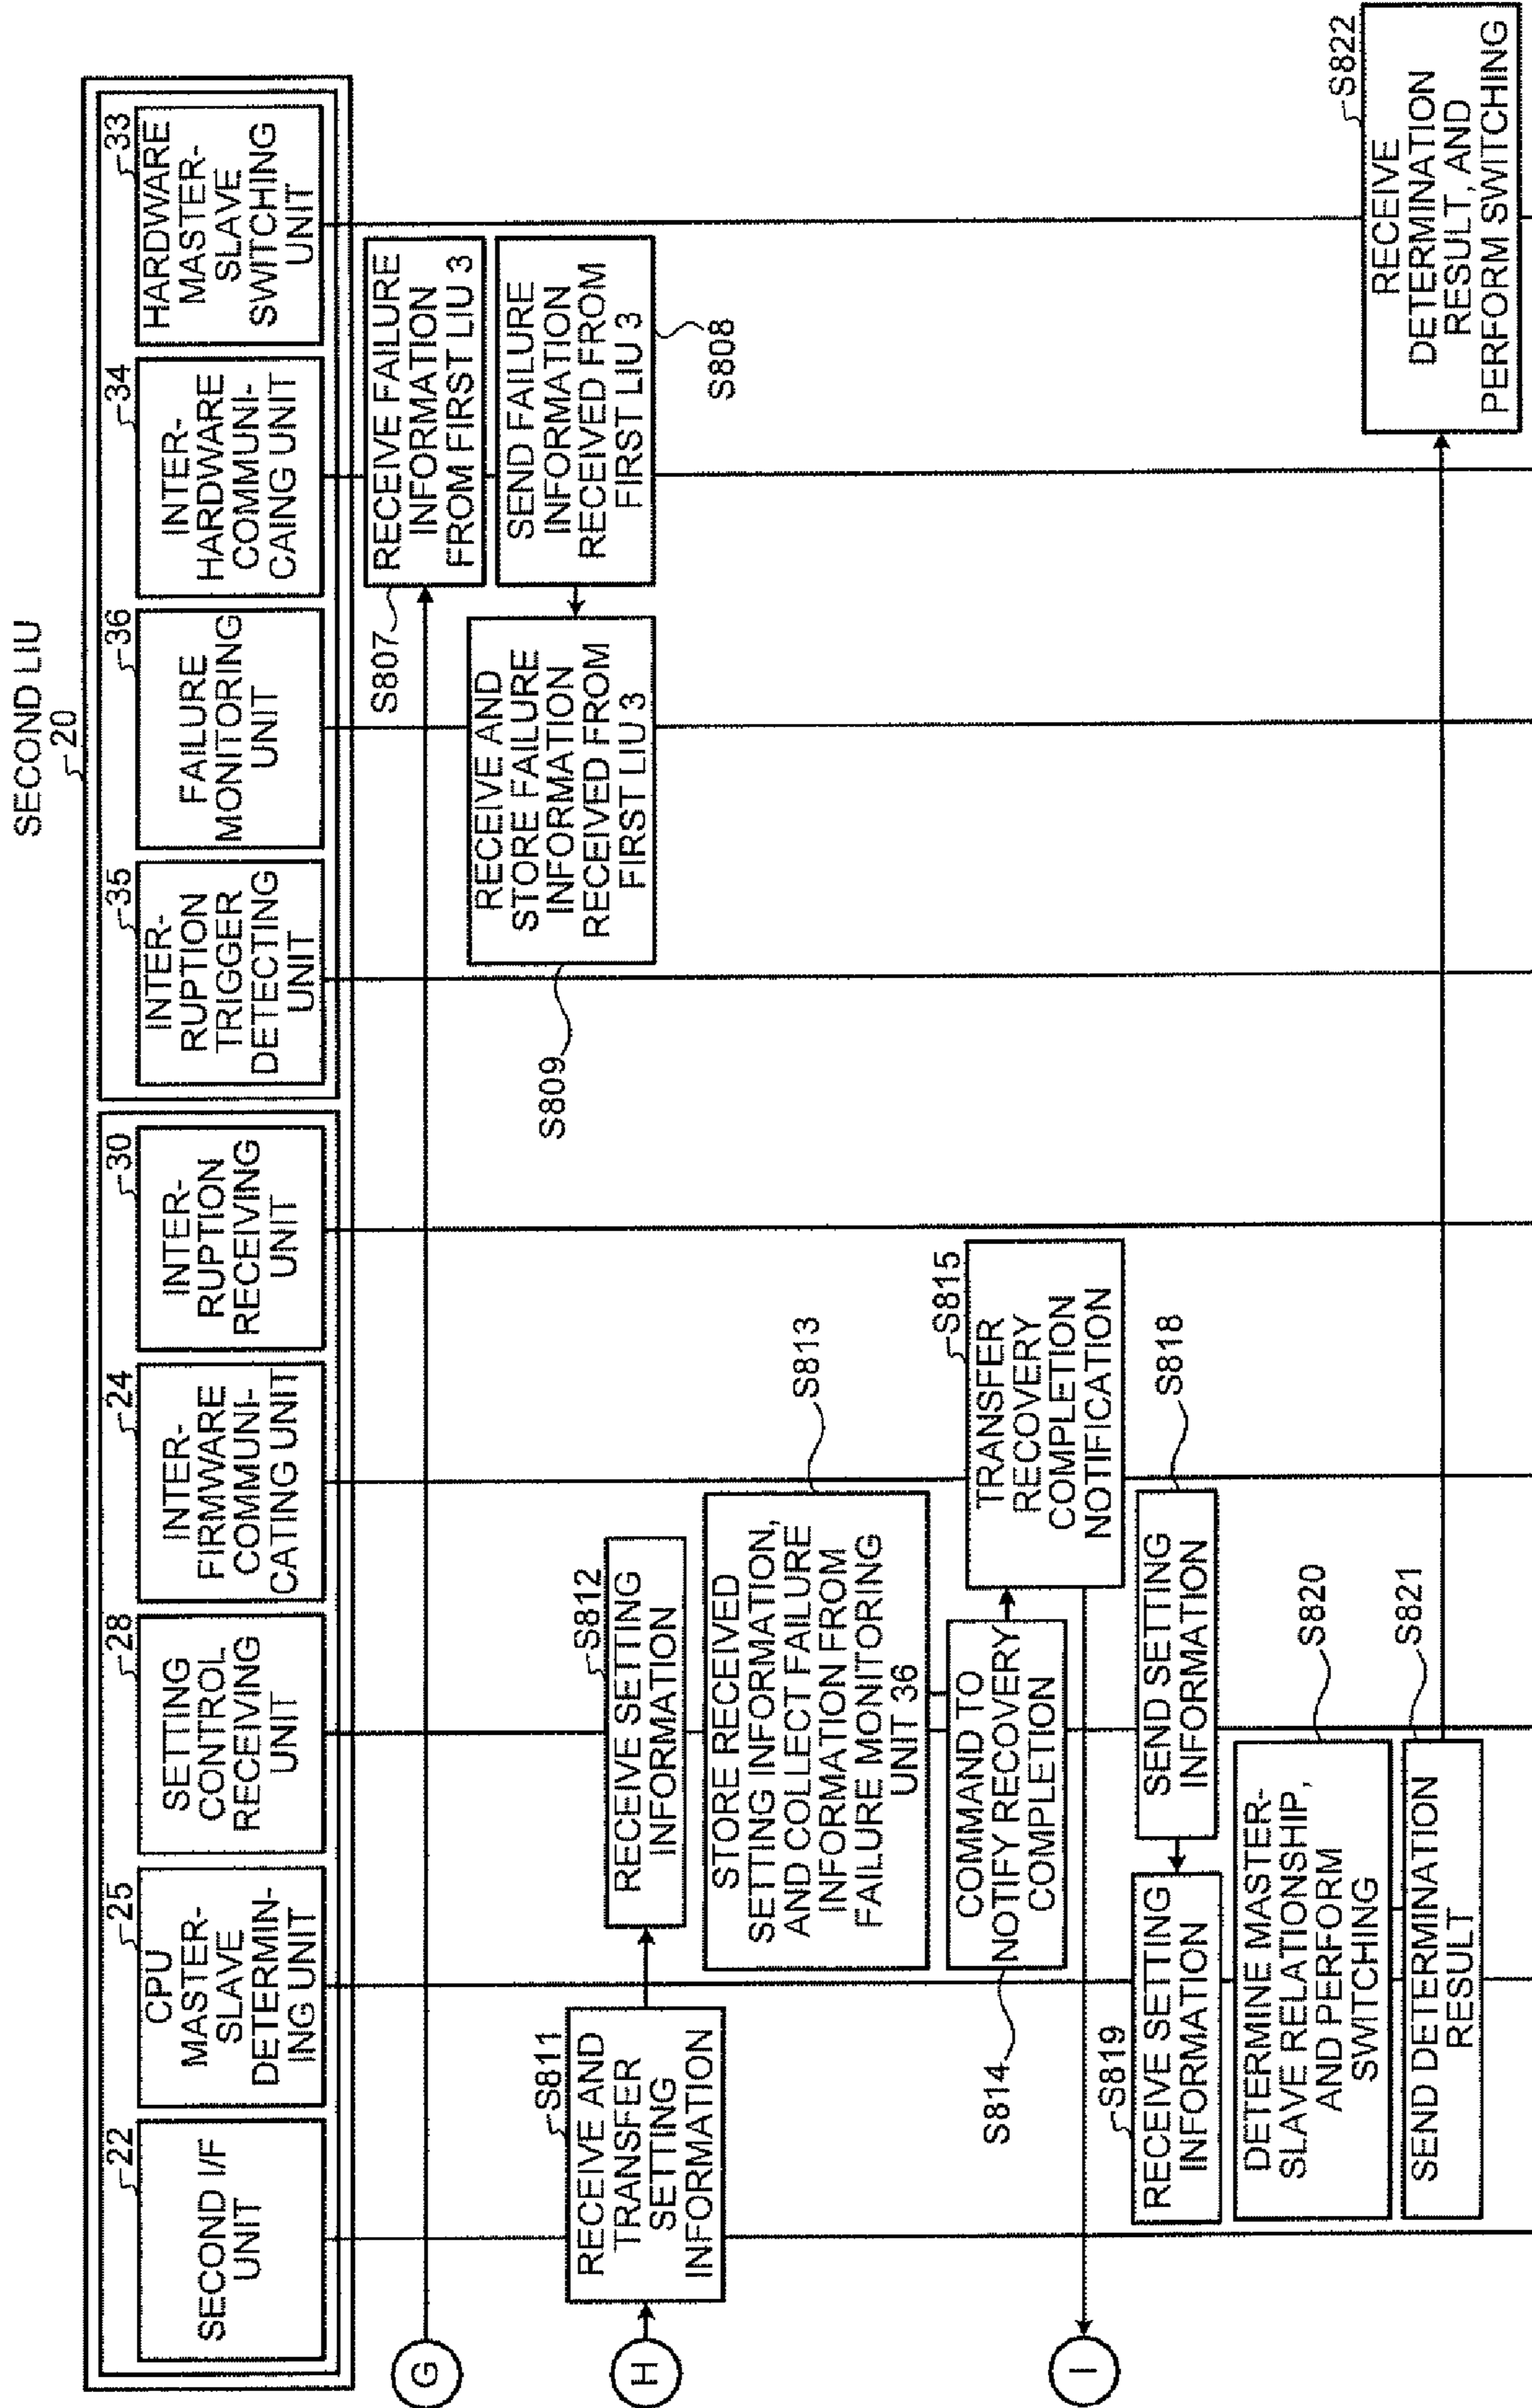 SECOND LIU
20
22
SECOND I/F
UNIT
25
CPU
MASTER-
SLAVE
DETERMIN-
ING UNIT
28
SETTING
CONTROL
RECEIVING
UNIT
24
INTER-
FIRMWARE
COMMUNI-
CATING UNIT
30
INTER-
RUPTION
RECEIVING
UNIT
35
INTER-
RUPTION
TRIGGER
DETECTING
UNIT
36
FAILURE
MONITORING
UNIT
34
INTER-
HARDWARE
COMMUNI-
CAING UNIT
33
HARDWARE
MASTER-
SLAVE
SWITCHING
UNIT
G
S807
RECEIVE FAILURE
INFORMATION
FROM FIRST LIU 3
SEND FAILURE
INFORMATION
RECEIVED FROM
FIRST LIU 3
S808
RECEIVE AND
STORE FAILURE
INFORMATION
RECEIVED FROM
FIRST LIU 3
S809
H
S811
RECEIVE AND
TRANSFER
SETTING
INFORMATION
S812
RECEIVE SETTING
INFORMATION
S813
STORE RECEIVED
SETTING INFORMATION,
AND COLLECT FAILURE
INFORMATION FROM
FAILURE MONITORING
UNIT 36
S814
COMMAND TO
NOTIFY RECOVERY
COMPLETION
S815
TRANSFER
RECOVERY
COMPLETION
NOTIFICATION
I
S818
SEND SETTING
INFORMATION
S819
RECEIVE SETTING
INFORMATION
S820
DETERMINE MASTER-
SLAVE RELATIONSHIP,
AND PERFORM
SWITCHING
S821
SEND DETERMINATION
RESULT
S822
RECEIVE
DETERMINATION
RESULT, AND
PERFORM SWITCHING